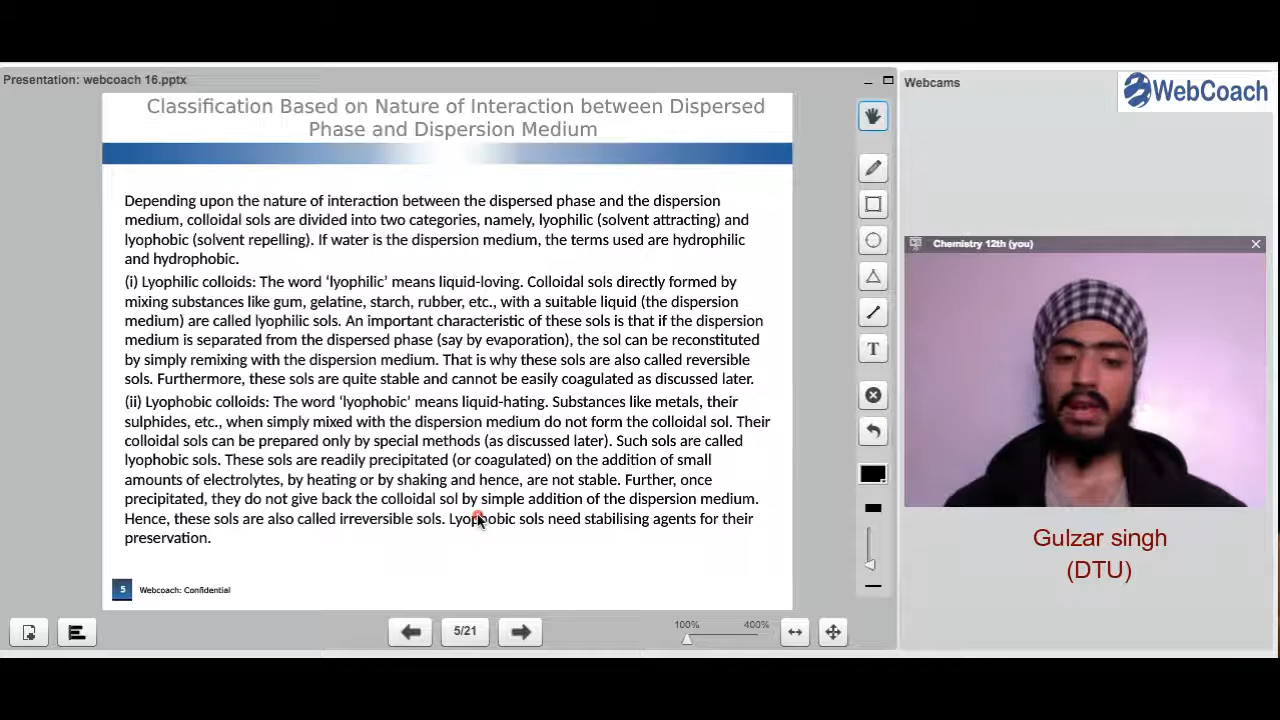 Presentation: webcoach 16.pptx
Webcams
WebCoach
Classification Based on Nature of Interaction between Dispersed
Phase and Dispersion Medium
Depending upon the nature of interaction between the dispersed phase and the dispersion
medium, colloidal sols are divided into two categories, namely, lyophilic (solvent attracting) and
lyophobic (solvent repelling). If water is the dispersion medium, the terms used are hydrophilic
and hydrophobic.
(i) Lyophilic colloids: The word ‘lyophilic’ means liquid-loving. Colloidal sols directly formed by
mixing substances like gum, gelatine, starch, rubber, etc., with a suitable liquid (the dispersion
medium) are called lyophilic sols. An important characteristic of these sols is that if the dispersion
medium is separated from the dispersed phase (say by evaporation), the sol can be reconstituted
by simply remixing with the dispersion medium. That is why these sols are also called reversible
sols. Furthermore, these sols are quite stable and cannot be easily coagulated as discussed later.
(ii) Lyophobic colloids: The word ‘lyophobic’ means liquid-hating. Substances like metals, their
sulphides, etc., when simply mixed with the dispersion medium do not form the colloidal sol. Their
colloidal sols can be prepared only by special methods (as discussed later). Such sols are called
lyophobic sols. These sols are readily precipitated (or coagulated) on the addition of small
amounts of electrolytes, by heating or by shaking and hence, are not stable. Further, once
precipitated, they do not give back the colloidal sol by simple addition of the dispersion medium.
Hence, these sols are also called irreversible sols. Lyophobic sols need stabilising agents for their
preservation.
5 Webcoach: Confidential
5/21
100% 400%
T
Chemistry 12th (you)
Gulzar singh
(DTU)